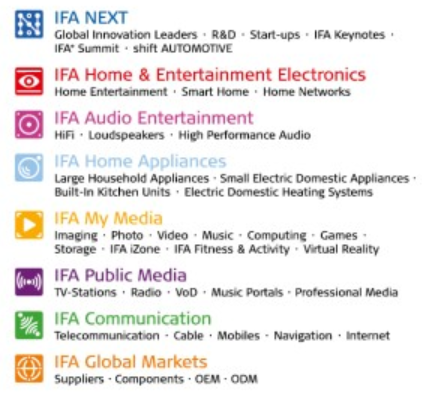 IFA NEXT
Global Innovation Leaders · R&D · Start-ups · IFA Keynotes ·
IFA⁺ Summit · shift AUTOMOTIVE
IFA Home & Entertainment Electronics
Home Entertainment · Smart Home · Home Networks
IFA Audio Entertainment
HiFi · Loudspeakers · High Performance Audio
IFA Home Appliances
Large Household Appliances · Small Electric Domestic Appliances ·
Built-In Kitchen Units · Electric Domestic Heating Systems
IFA My Media
Imaging · Photo · Video · Music · Computing · Games ·
Storage · IFA iZone · IFA Fitness & Activity · Virtual Reality
IFA Public Media
TV-Stations · Radio · VoD · Music Portals · Professional Media
IFA Communication
Telecommunication · Cable · Mobiles · Navigation · Internet
IFA Global Markets
Suppliers · Components · OEM · ODM